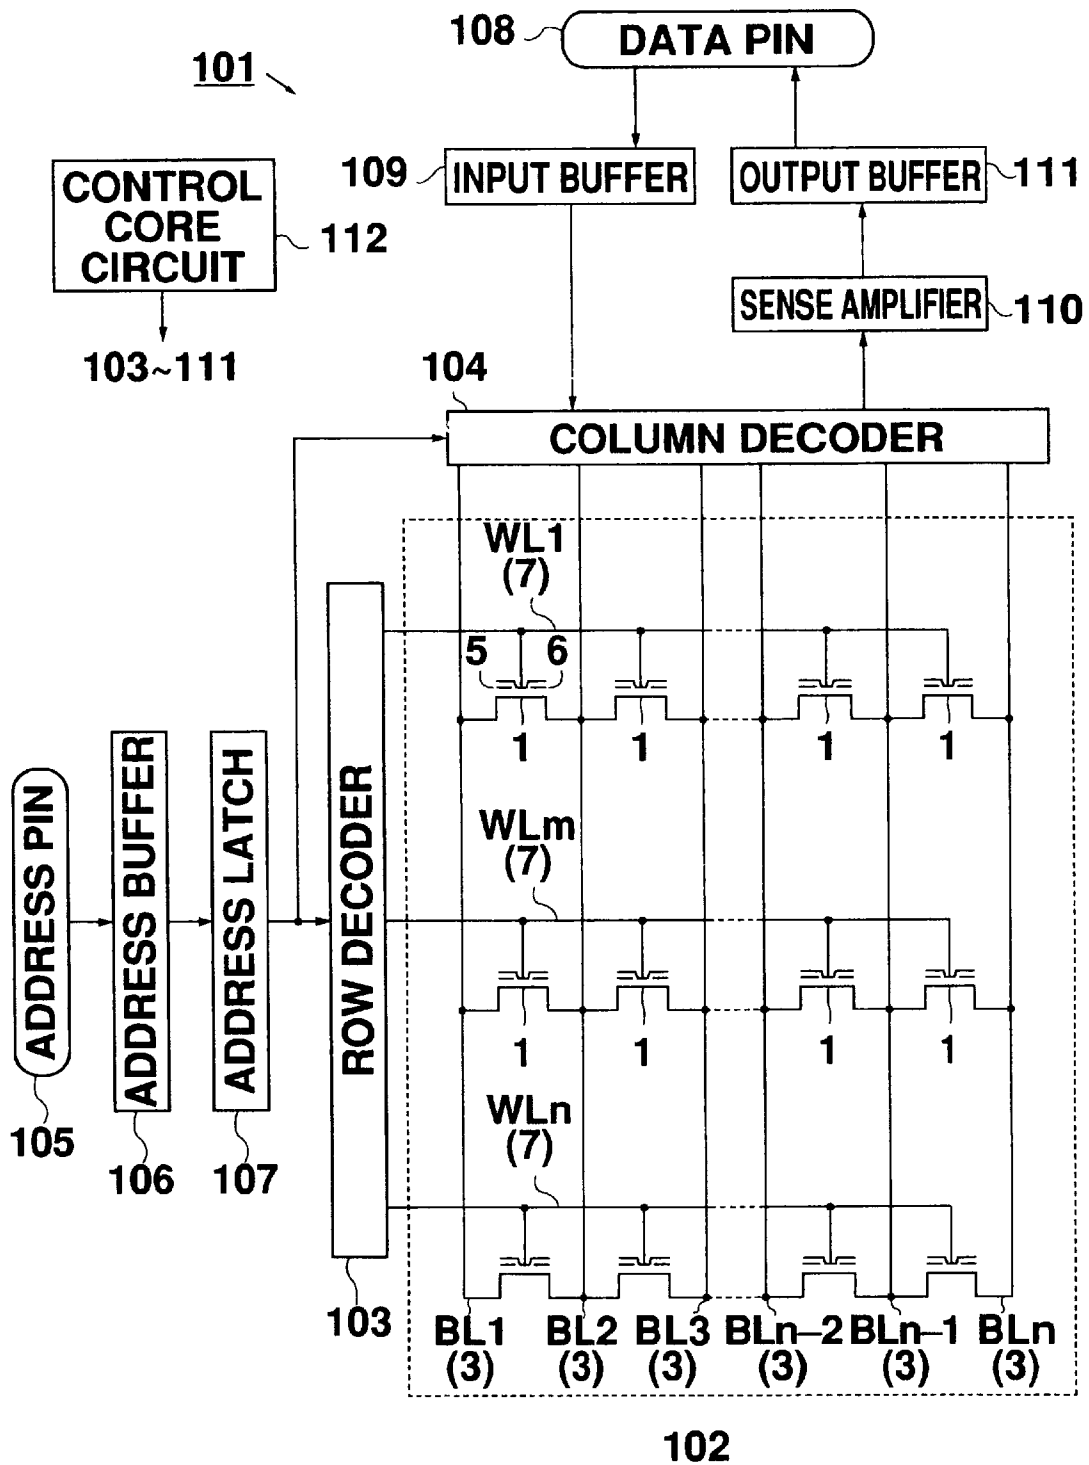 108
DATA PIN
101
109
INPUT BUFFER
OUTPUT BUFFER
111
CONTROL
CORE
CIRCUIT
112
SENSE AMPLIFIER
110
103~111
104
COLUMN DECODER
WL1
(7)
5
6
1
1
1
1
WLm
(7)
1
1
1
1
WLn
(7)
ADDRESS PIN
ADDRESS BUFFER
ADDRESS LATCH
ROW DECODER
105
106
107
103
BL1
(3)
BL2
(3)
BL3
(3)
BLn–2
(3)
BLn–1
(3)
BLn
(3)
102